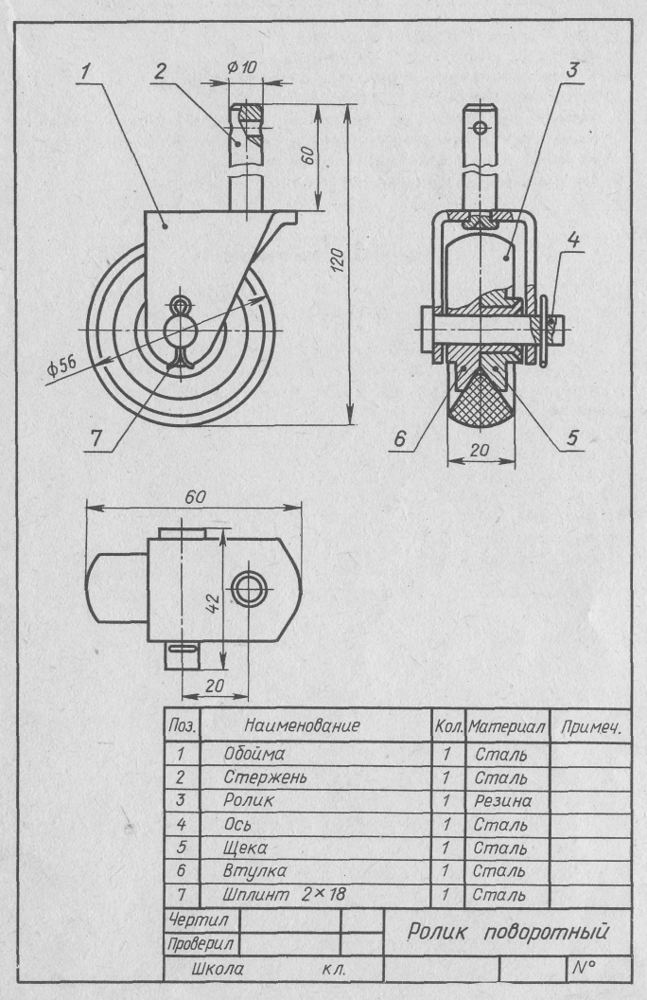 1 2 ϕ10 3
60
120
4
ϕ56
7 6 20 5
60
42
20
Поз. Наименование Кол. Материал Примеч.
1 Обойма 1 Сталь
2 Стержень 1 Сталь
3 Ролик 1 Резина
4 Ось 1 Сталь
5 Щека 1 Сталь
6 Втулка 1 Сталь
7 Шплинт 2×18 1 Сталь
Чертил
Проверил
Ролик поворотный
Школа кл. N°